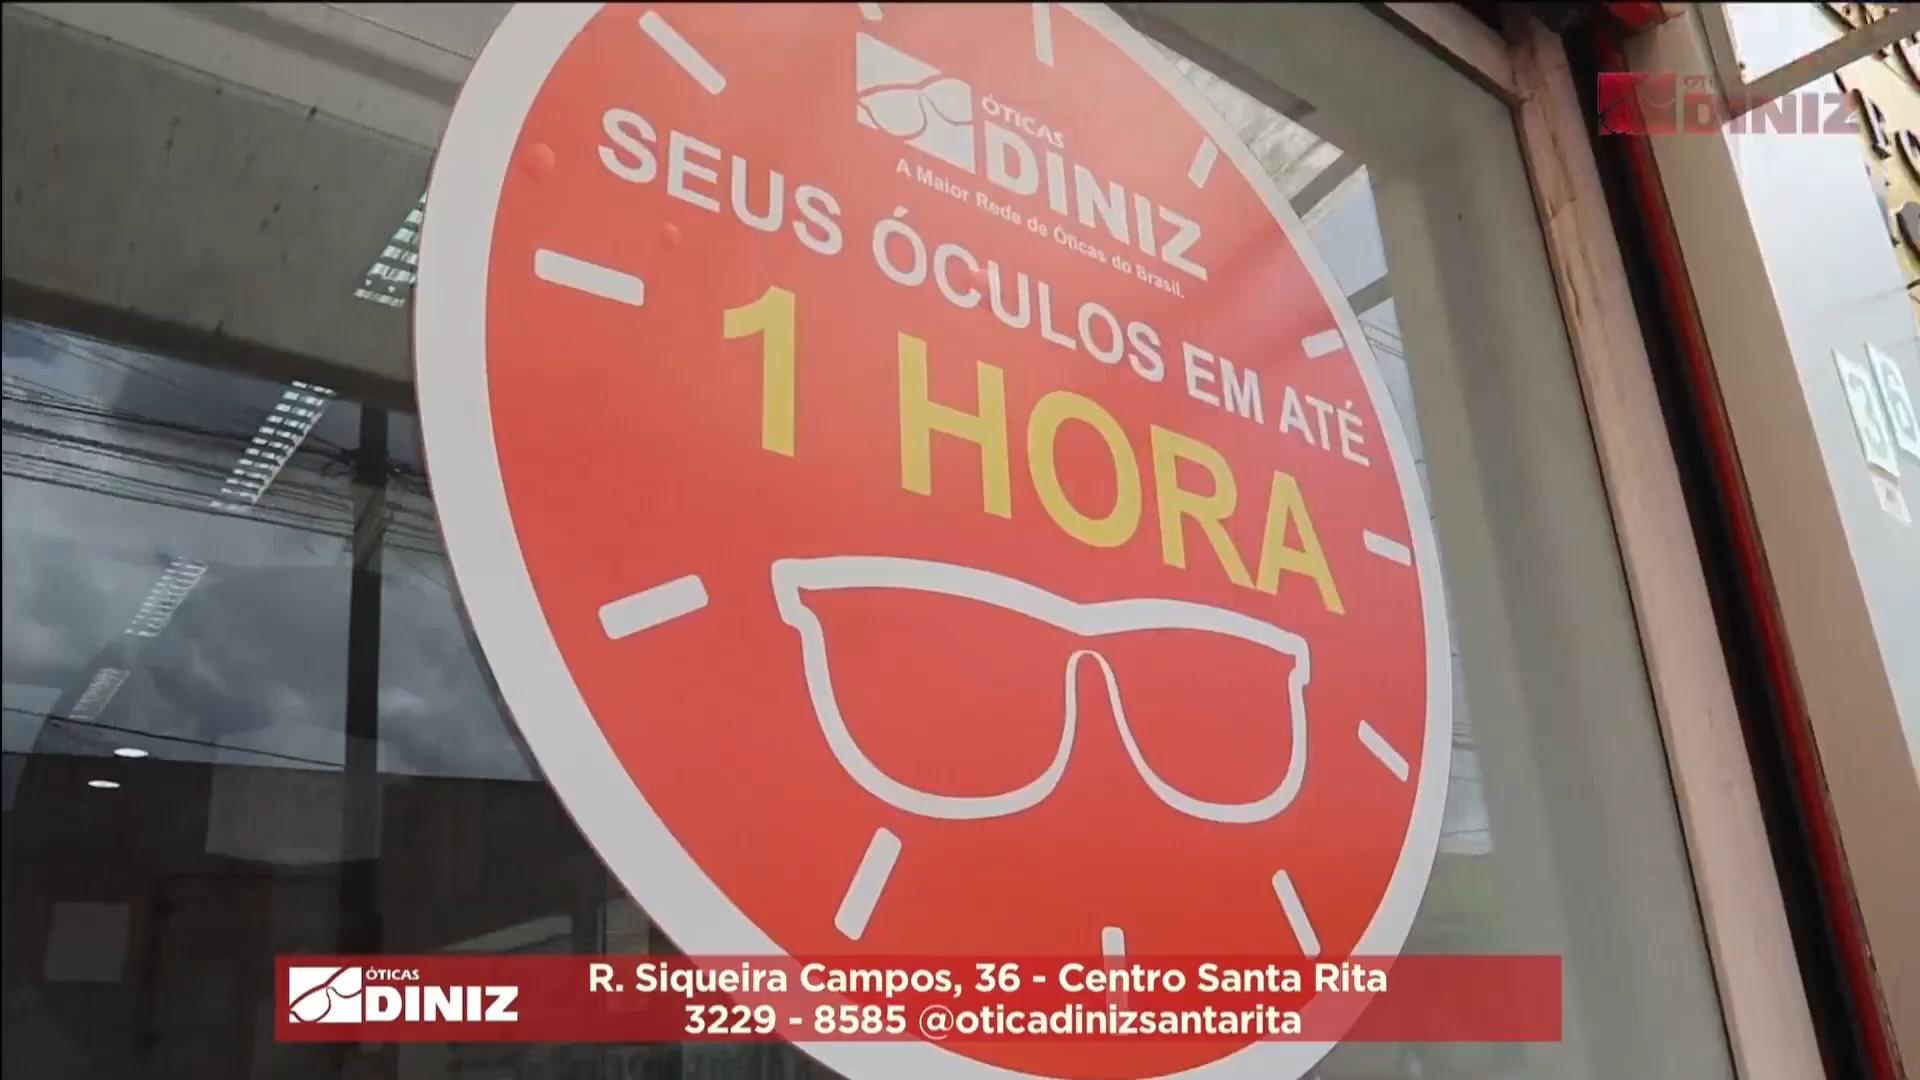 ÓTICAS
DINIZ
A Maior Rede de Óticas do Brasil.
SEUS ÓCULOS EM ATÉ
1 HORA
ÓTICAS
DINIZ
36
ÓTICAS
DINIZ
R. Siqueira Campos, 36 - Centro Santa Rita
3229 - 8585 @oticadinizsantarita